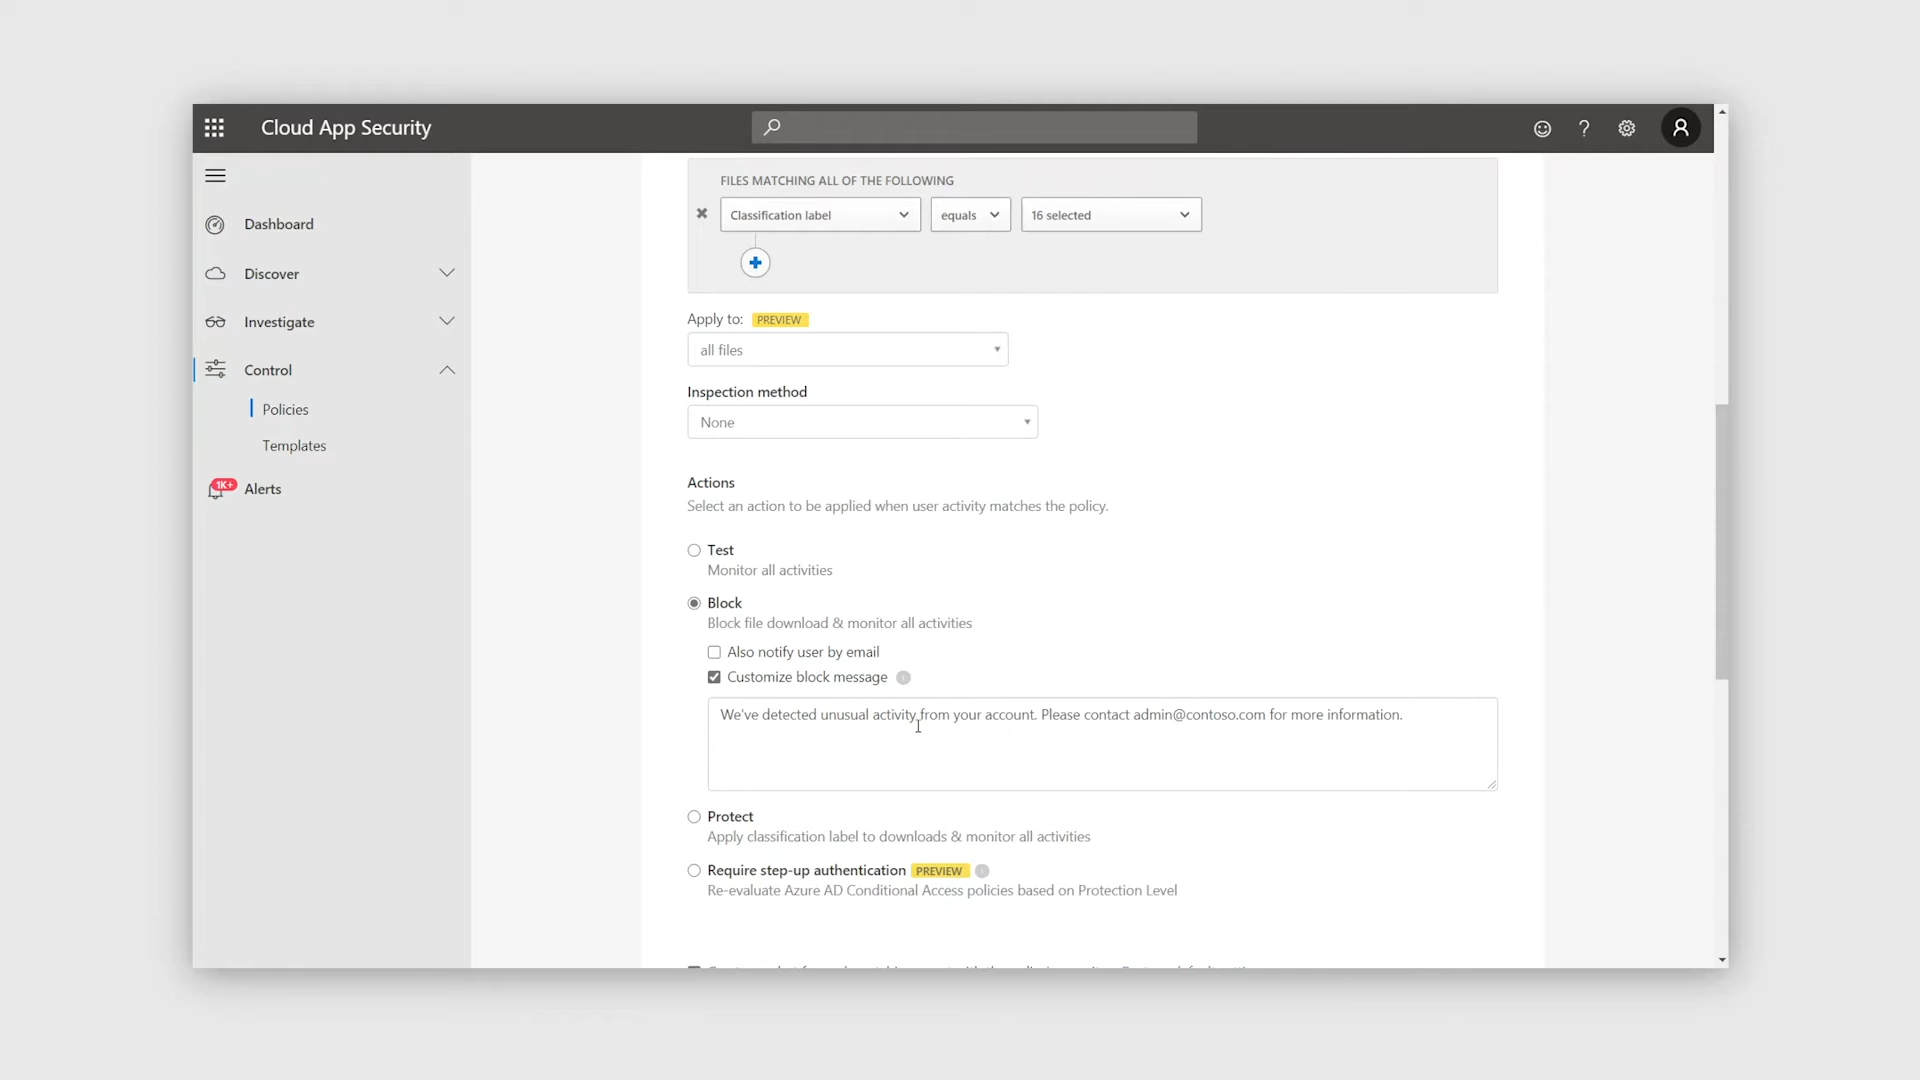 Cloud App Security
FILES MATCHING ALL OF THE FOLLOWING
Classification label equals 16 selected
Dashboard
Discover
Investigate
Control
Policies
Templates
1K+ Alerts
Apply to: PREVIEW
all files
Inspection method
None
Actions
Select an action to be applied when user activity matches the policy.
Test
Monitor all activities
Block
Block file download & monitor all activities
Also notify user by email
Customize block message
We've detected unusual activity from your account. Please contact admin@contoso.com for more information.
Protect
Apply classification label to downloads & monitor all activities
Require step-up authentication PREVIEW
Re-evaluate Azure AD Conditional Access policies based on Protection Level